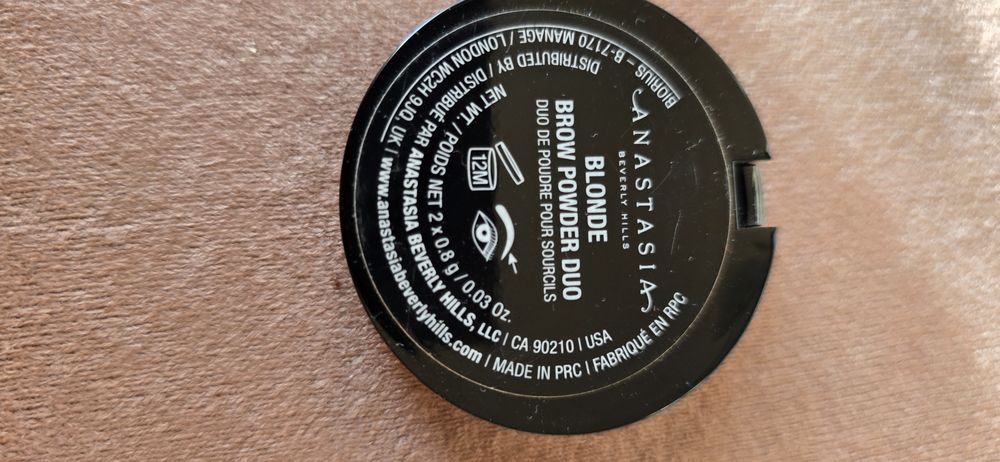 ANASTASIA
BEVERLY HILLS
BLONDE
BROW POWDER DUO
DUO DE POUDRE POUR SOURCILS
12M
NET WT. / POIDS NET 2 x 0.8 g / 0.03 Oz.
DISTRIBUTED BY / DISTRIBUÉ PAR ANASTASIA BEVERLY HILLS, LLC | CA 90210 | USA
BIORIUS – B-7170 MANAGE / LONDON WC2H 9JQ, UK | www.anastasiabeverlyhills.com | MADE IN PRC | FABRIQUÉ EN RPC